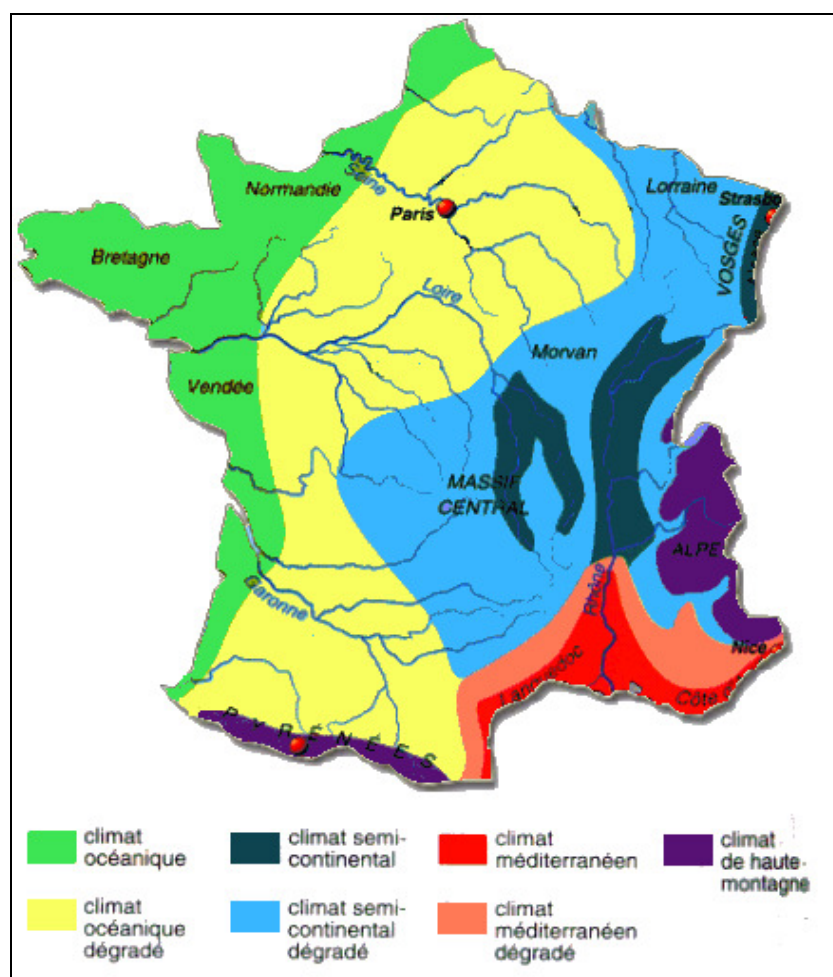 Normandie
Seine
Lorraine
Strasbo
Paris
VOSGES
Bretagne
Loire
Morvan
Vendée
MASSIF
CENTRAL
ALPE
Rhône
Garonne
Nice
Languedoc
Côte d
PYRÉNÉES
climat
océanique
climat semi-
continental
climat
méditerranéen
climat
de haute-
montagne
climat
océanique
dégradé
climat semi-
continental
dégradé
climat
méditerranéen
dégradé